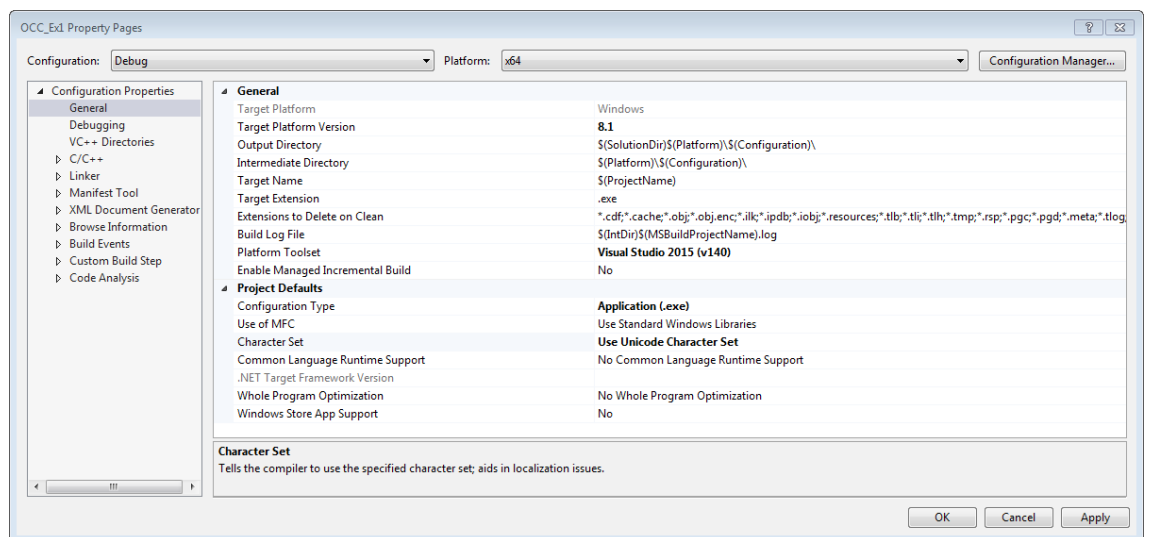 OCC_Ex1 Property Pages
Configuration: Debug Platform: x64 Configuration Manager...
Configuration Properties
General
Debugging
VC++ Directories
C/C++
Linker
Manifest Tool
XML Document Generator
Browse Information
Build Events
Custom Build Step
Code Analysis
General
Target Platform Windows
Target Platform Version 8.1
Output Directory $(SolutionDir)$(Platform)\$(Configuration)\
Intermediate Directory $(Platform)\$(Configuration)\
Target Name $(ProjectName)
Target Extension .exe
Extensions to Delete on Clean *.cdf;*.cache;*.obj;*.obj.enc;*.ilk;*.ipdb;*.iobj;*.resources;*.tlb;*.tli;*.tlh;*.tmp;*.rsp;*.pgc;*.pgd;*.meta;*.tlog;
Build Log File $(IntDir)$(MSBuildProjectName).log
Platform Toolset Visual Studio 2015 (v140)
Enable Managed Incremental Build No
Project Defaults
Configuration Type Application (.exe)
Use of MFC Use Standard Windows Libraries
Character Set Use Unicode Character Set
Common Language Runtime Support No Common Language Runtime Support
.NET Target Framework Version
Whole Program Optimization No Whole Program Optimization
Windows Store App Support No
Character Set
Tells the compiler to use the specified character set; aids in localization issues.
OK Cancel Apply